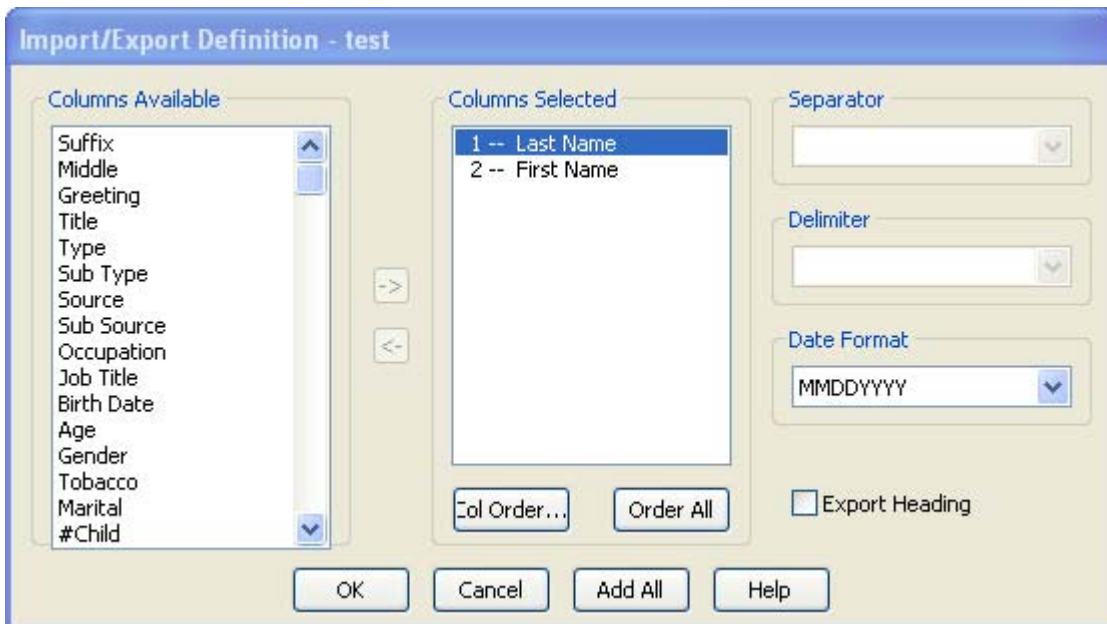 Import/Export Definition - test
Columns Available
Suffix
Middle
Greeting
Title
Type
Sub Type
Source
Sub Source
Occupation
Job Title
Birth Date
Age
Gender
Tobacco
Marital
#Child
->
<-
Columns Selected
1 -- Last Name
2 -- First Name
Col Order...
Order All
Separator
Delimiter
Date Format
MMDDYYYY
Export Heading
OK
Cancel
Add All
Help